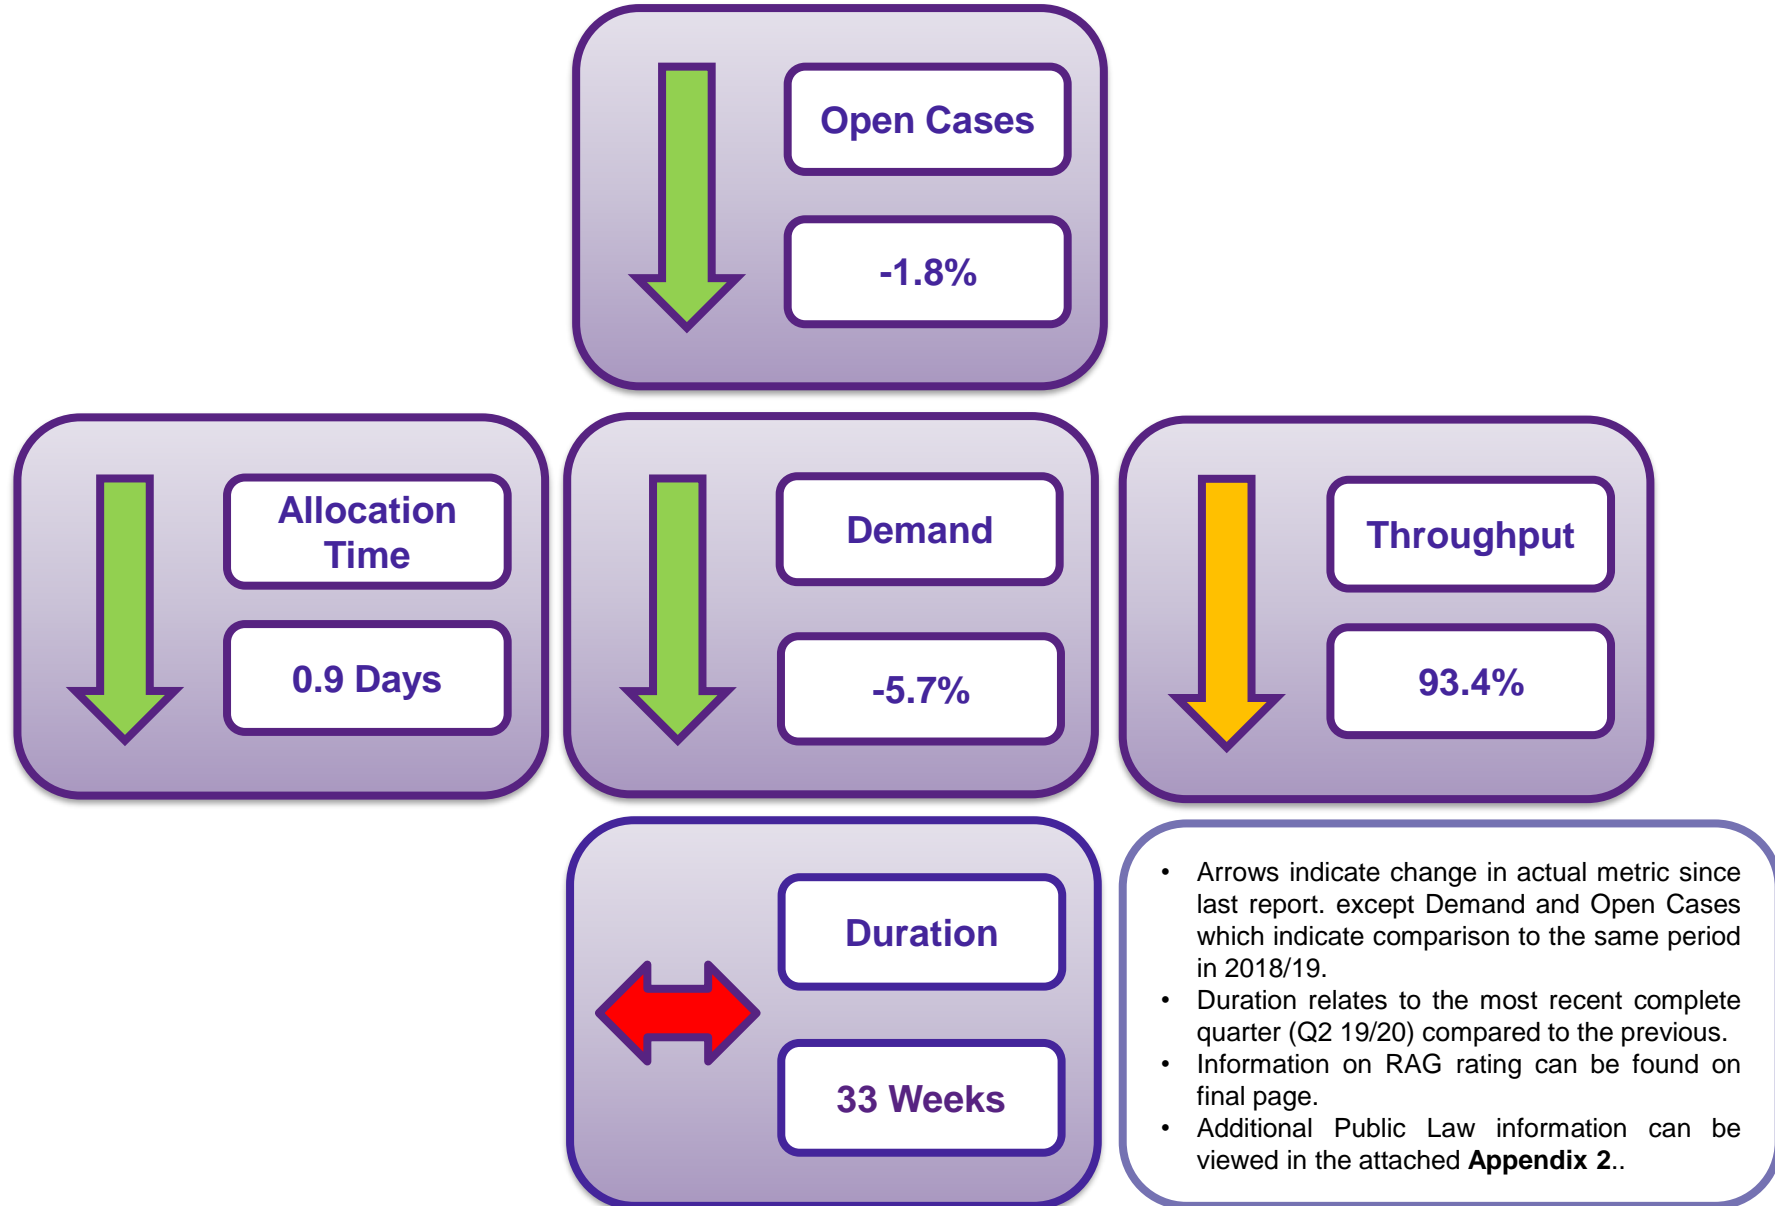 Open Cases
-1.8%
Allocation
Time
0.9 Days
Demand
-5.7%
Throughput
93.4%
Duration
33 Weeks
• Arrows indicate change in actual metric since
last report. except Demand and Open Cases
which indicate comparison to the same period
in 2018/19.
• Duration relates to the most recent complete
quarter (Q2 19/20) compared to the previous.
• Information on RAG rating can be found on
final page.
• Additional Public Law information can be
viewed in the attached Appendix 2..